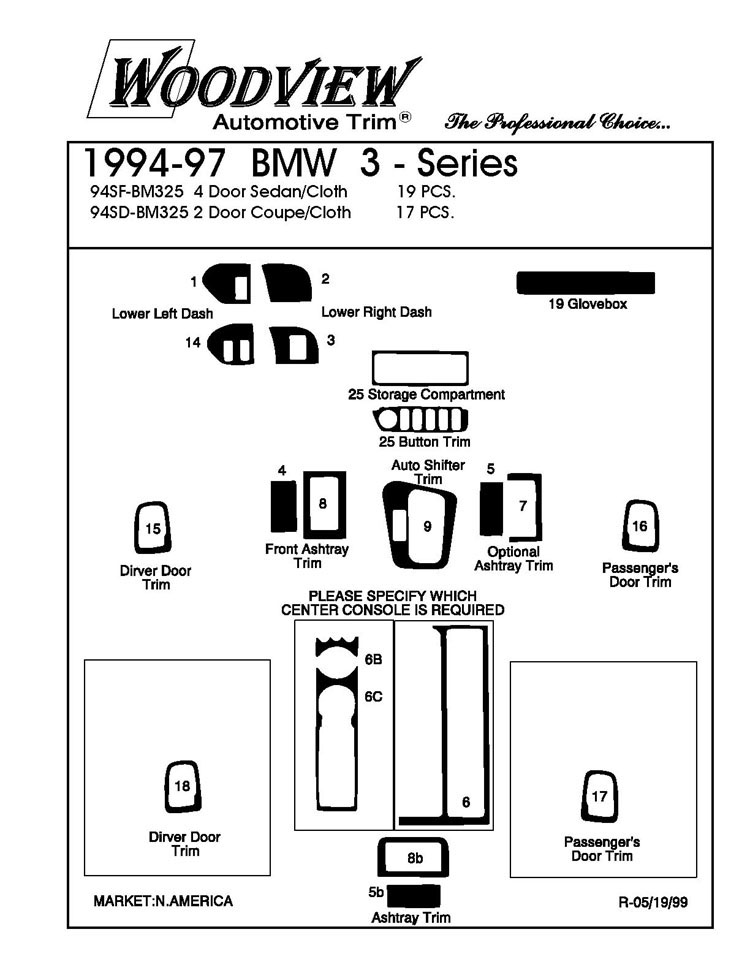 WOODVIEW
Automotive Trim®
The Professional Choice...
1994-97 BMW 3 - Series
94SF-BM325 4 Door Sedan/Cloth 19 PCS.
94SD-BM325 2 Door Coupe/Cloth 17 PCS.
1
2
Lower Left Dash
Lower Right Dash
19 Glovebox
14
3
25 Storage Compartment
25 Button Trim
Auto Shifter
Trim
4
8
Front Ashtray
Trim
9
5
7
Optional
Ashtray Trim
15
Dirver Door
Trim
16
Passenger's
Door Trim
PLEASE SPECIFY WHICH
CENTER CONSOLE IS REQUIRED
6B
6C
6
18
Dirver Door
Trim
17
Passenger's
Door Trim
8b
5b
Ashtray Trim
MARKET:N.AMERICA
R-05/19/99